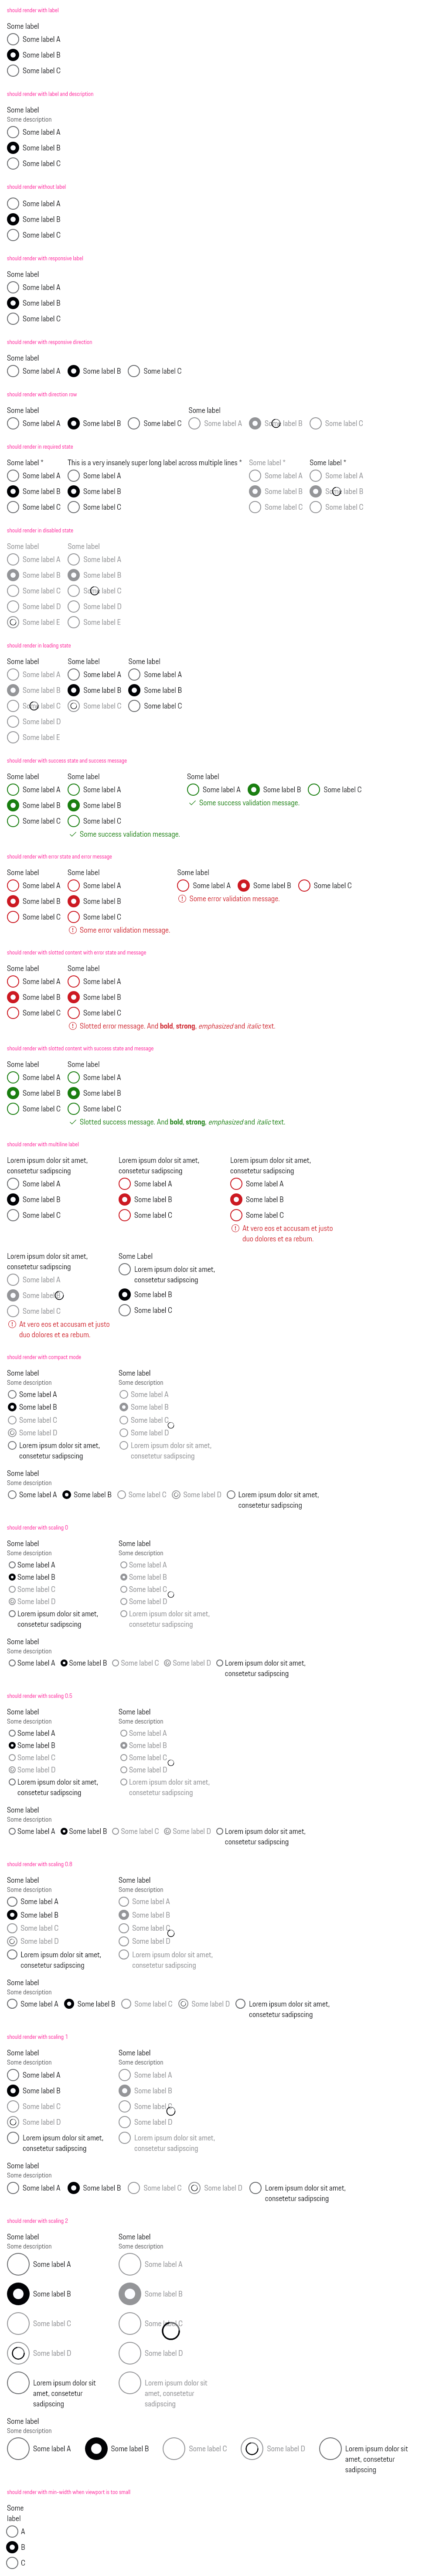 should render with label
Some label
Some label A
Some label B
Some label C
should render with label and description
Some label
Some description
Some label A
Some label B
Some label C
should render without label
Some label A
Some label B
Some label C
should render with responsive label
Some label
Some label A
Some label B
Some label C
should render with responsive direction
Some label
Some label A Some label B Some label C
should render with direction row
Some label Some label
Some label A Some label B Some label C Some label A Some label B Some label C
should render in required state
Some label * This is a very insanely super long label across multiple lines * Some label * Some label *
Some label A Some label A Some label A Some label A
Some label B Some label B Some label B Some label B
Some label C Some label C Some label C Some label C
should render in disabled state
Some label Some label
Some label A Some label A
Some label B Some label B
Some label C Some label C
Some label D Some label D
Some label E Some label E
should render in loading state
Some label Some label Some label
Some label A Some label A Some label A
Some label B Some label B Some label B
Some label C Some label C Some label C
Some label D
Some label E
should render with success state and success message
Some label Some label Some label
Some label A Some label A Some label A Some label B Some label C
Some label B Some label B Some success validation message.
Some label C Some label C
Some success validation message.
should render with error state and error message
Some label Some label Some label
Some label A Some label A Some label A Some label B Some label C
Some label B Some label B Some error validation message.
Some label C Some label C
Some error validation message.
should render with slotted content with error state and message
Some label Some label
Some label A Some label A
Some label B Some label B
Some label C Some label C
Slotted error message. And bold, strong, emphasized and italic text.
should render with slotted content with success state and message
Some label Some label
Some label A Some label A
Some label B Some label B
Some label C Some label C
Slotted success message. And bold, strong, emphasized and italic text.
should render with multiline label
Lorem ipsum dolor sit amet, Lorem ipsum dolor sit amet, Lorem ipsum dolor sit amet,
consetetur sadipscing consetetur sadipscing consetetur sadipscing
Some label A Some label A Some label A
Some label B Some label B Some label B
Some label C Some label C Some label C
At vero eos et accusam et justo
duo dolores et ea rebum.
Lorem ipsum dolor sit amet, Some Label
consetetur sadipscing Lorem ipsum dolor sit amet,
Some label A consetetur sadipscing
Some label Some label B
Some label C Some label C
At vero eos et accusam et justo
duo dolores et ea rebum.
should render with compact mode
Some label Some label
Some description Some description
Some label A Some label A
Some label B Some label B
Some label C Some label C
Some label D Some label D
Lorem ipsum dolor sit amet, Lorem ipsum dolor sit amet,
consetetur sadipscing consetetur sadipscing
Some label
Some description
Some label A Some label B Some label C Some label D Lorem ipsum dolor sit amet,
consetetur sadipscing
should render with scaling 0
Some label Some label
Some description Some description
Some label A Some label A
Some label B Some label B
Some label C Some label C
Some label D Some label D
Lorem ipsum dolor sit amet, Lorem ipsum dolor sit amet,
consetetur sadipscing consetetur sadipscing
Some label
Some description
Some label A Some label B Some label C Some label D Lorem ipsum dolor sit amet,
consetetur sadipscing
should render with scaling 0.5
Some label Some label
Some description Some description
Some label A Some label A
Some label B Some label B
Some label C Some label C
Some label D Some label D
Lorem ipsum dolor sit amet, Lorem ipsum dolor sit amet,
consetetur sadipscing consetetur sadipscing
Some label
Some description
Some label A Some label B Some label C Some label D Lorem ipsum dolor sit amet,
consetetur sadipscing
should render with scaling 0.8
Some label Some label
Some description Some description
Some label A Some label A
Some label B Some label B
Some label C Some label C
Some label D Some label D
Lorem ipsum dolor sit amet, Lorem ipsum dolor sit amet,
consetetur sadipscing consetetur sadipscing
Some label
Some description
Some label A Some label B Some label C Some label D Lorem ipsum dolor sit amet,
consetetur sadipscing
should render with scaling 1
Some label Some label
Some description Some description
Some label A Some label A
Some label B Some label B
Some label C Some label C
Some label D Some label D
Lorem ipsum dolor sit amet, Lorem ipsum dolor sit amet,
consetetur sadipscing consetetur sadipscing
Some label
Some description
Some label A Some label B Some label C Some label D Lorem ipsum dolor sit amet,
consetetur sadipscing
should render with scaling 2
Some label Some label
Some description Some description
Some label A Some label A
Some label B Some label B
Some label C Some label C
Some label D Some label D
Lorem ipsum dolor sit Lorem ipsum dolor sit
amet, consetetur amet, consetetur
sadipscing sadipscing
Some label
Some description
Some label A Some label B Some label C Some label D Lorem ipsum dolor sit
amet, consetetur
sadipscing
should render with min-width when viewport is too small
Some
label
A
B
C